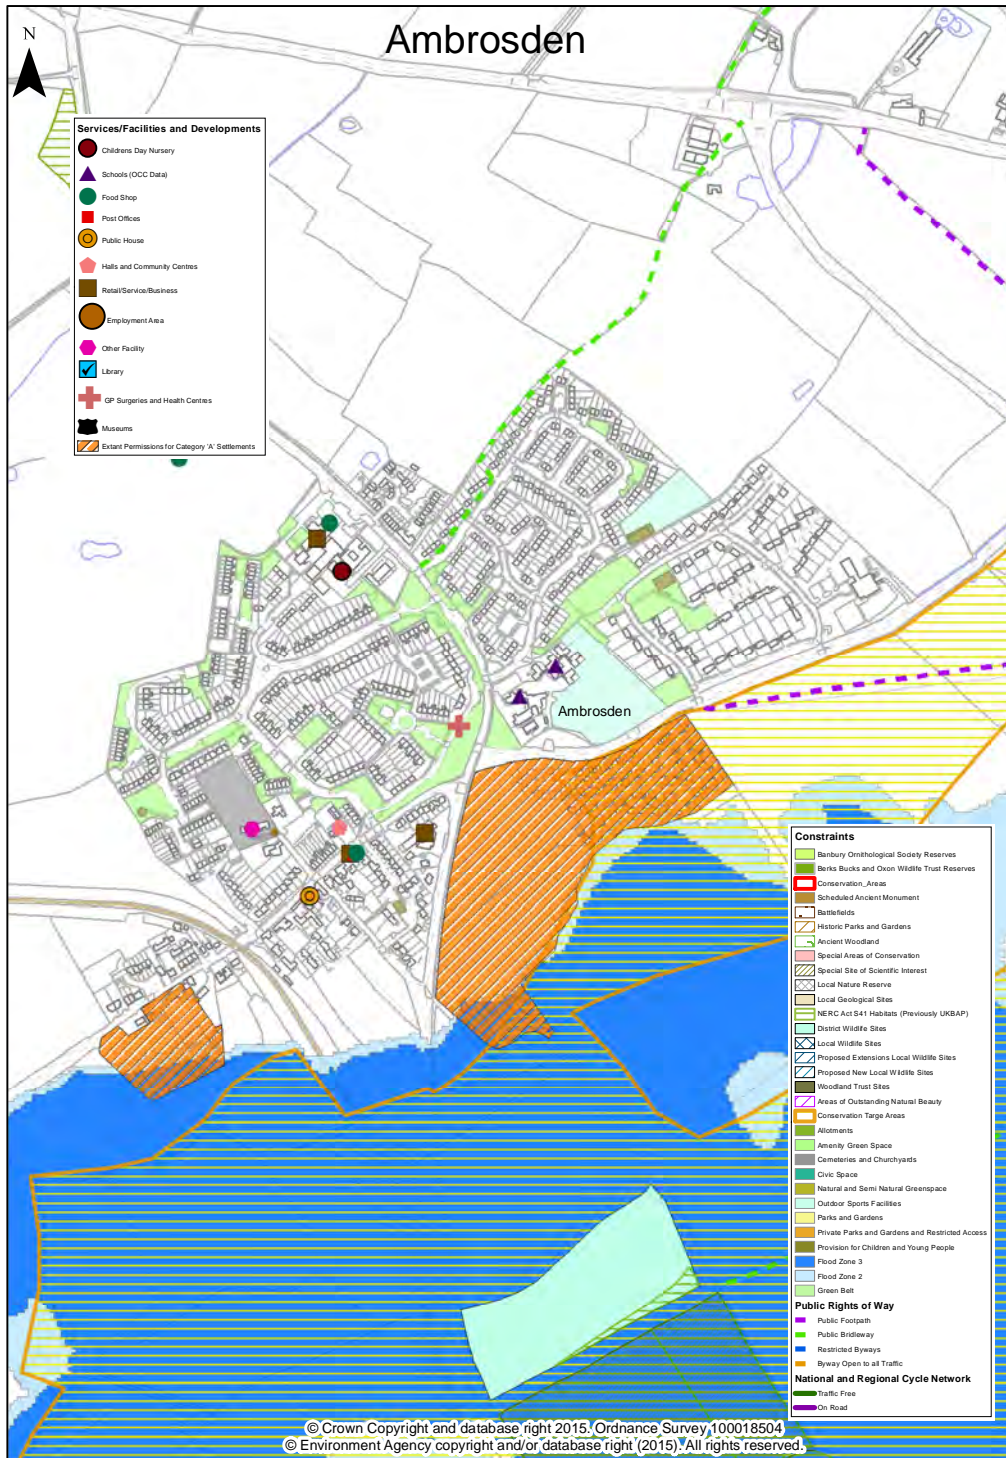 Ambrosden
N
Services/Facilities and Developments
Childrens Day Nursery
Schools (OCC Data)
Food Shop
Post Offices
Public House
Halls and Community Centres
Retail/Service/Business
Employment Area
Other Facility
Library
GP Surgeries and Health Centres
Museums
Extant Permissions for Category 'A' Settlements
Ambrosden
Constraints
Banbury Ornithological Society Reserves
Berks Bucks and Oxon Wildlife Trust Reserves
Conservation_Areas
Scheduled Ancient Monument
Battlefields
Historic Parks and Gardens
Ancient Woodland
Special Areas of Conservation
Special Site of Scientific Interest
Local Nature Reserve
Local Geological Sites
NERC Act S41 Habitats (Previously UKBAP)
District Wildlife Sites
Local Wildlife Sites
Proposed Extensions Local Wildlife Sites
Proposed New Local Wildlife Sites
Woodland Trust Sites
Areas of Outstanding Natural Beauty
Conservation Targe Areas
Allotments
Amenity Green Space
Cemeteries and Churchyards
Civic Space
Natural and Semi Natural Greenspace
Outdoor Sports Facilities
Parks and Gardens
Private Parks and Gardens and Restricted Access
Provision for Children and Young People
Flood Zone 3
Flood Zone 2
Green Belt
Public Rights of Way
Public Footpath
Public Bridleway
Restricted Byways
Byway Open to all Traffic
National and Regional Cycle Network
Traffic Free
On Road
© Crown Copyright and database right 2015. Ordnance Survey 100018504
© Environment Agency copyright and/or database right (2015). All rights reserved.